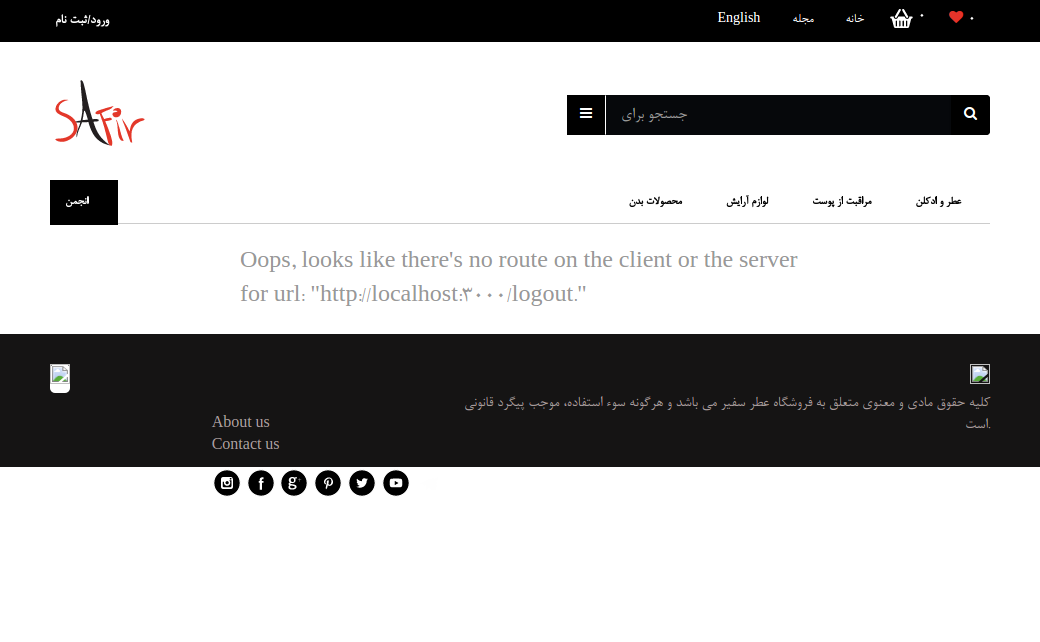 ورود/ثبت نام
English
مجله
خانه
۰
۰
SAFir
جستجو برای
انجمن
محصولات بدن
لوازم آرایش
مراقبت از پوست
عطر و ادکلن
Oops, looks like there's no route on the client or the server
for url: "http://localhost:۳۰۰۰/logout."
کلیه حقوق مادی و معنوی متعلق به فروشگاه عطر سفیر می باشد و هرگونه سوء استفاده، موجب پیگرد قانونی
است.
About us
Contact us